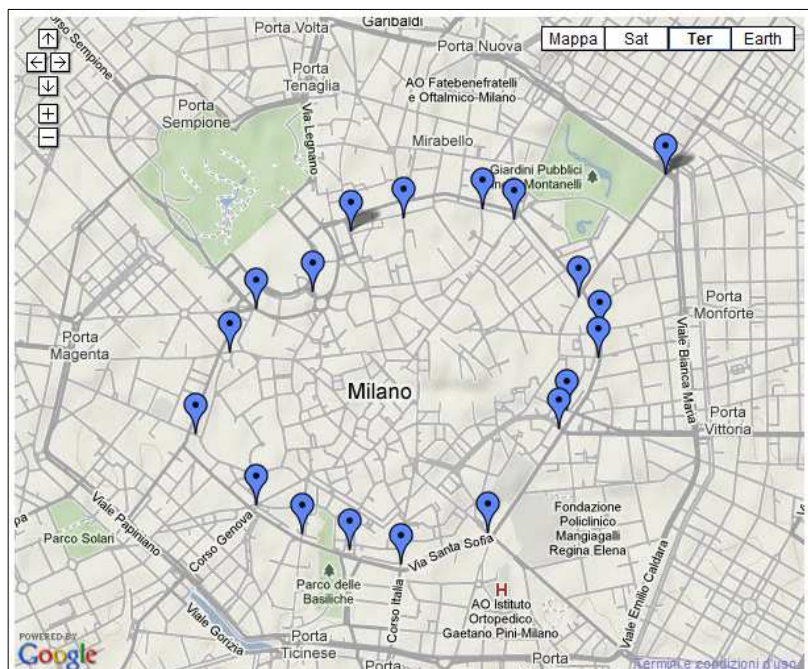 Corso Sempione
Porta Volta
Garibaldi
Porta Nuova
Mappa
Sat
Ter
Earth
Porta
Tenaglia
AO Fatebenefratelli
e Oftalmico-Milano
Porta
Sempione
Via Legnano
Mirabello
Giardini Pubblici
Montanelli
Porta
Monforte
Porta
Magenta
Viale Bianca Maria
Milano
Porta
Vittoria
Viale Papiniano
Parco Solari
Corso Genova
Via Santa Sofia
Fondazione
Policlinico
Mangiagalli
Regina Elena
Parco delle
Basiliche
Corso Italia
H
AO Istituto
Ortopedico
Gaetano Pini-Milano
Viale Emilio Caldara
Viale Gorizia
Porta
Ticinese
Porta
POWERED BY
Google
Termini e condizioni d'uso